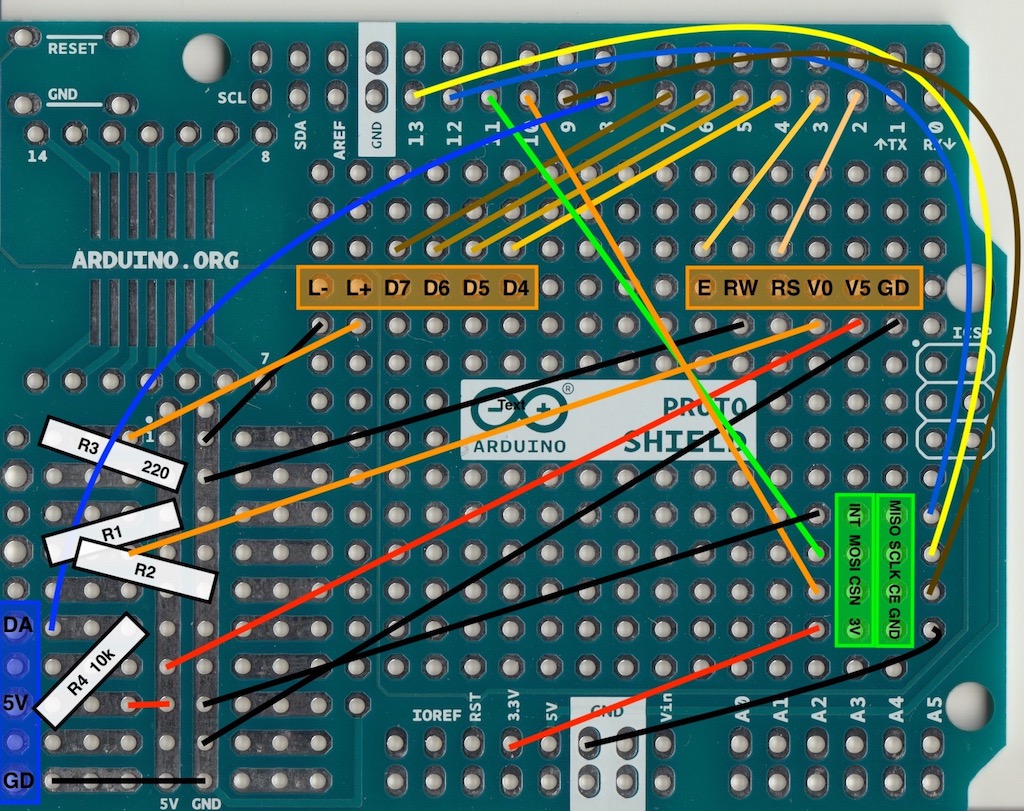 RESET
GND
SCL
SDA
AREF
GND
13
12
11
10
9
8
7
6
5
4
3
2
↑TX 1
RX↓ 0
14
8
ARDUINO.ORG
L- L+ D7 D6 D5 D4
E RW RS V0 V5 GD
7
1
ICSP
Text
®
ARDUINO
PROTO
SHIELD
R3 220
R1
R2
R4 10k
DA
5V
GD
INT MOSI CSN 3V
MISO SCLK CE GND
IOREF
RST
3.3V
5V
GND
Vin
A0
A1
A2
A3
A4
A5
5V GND